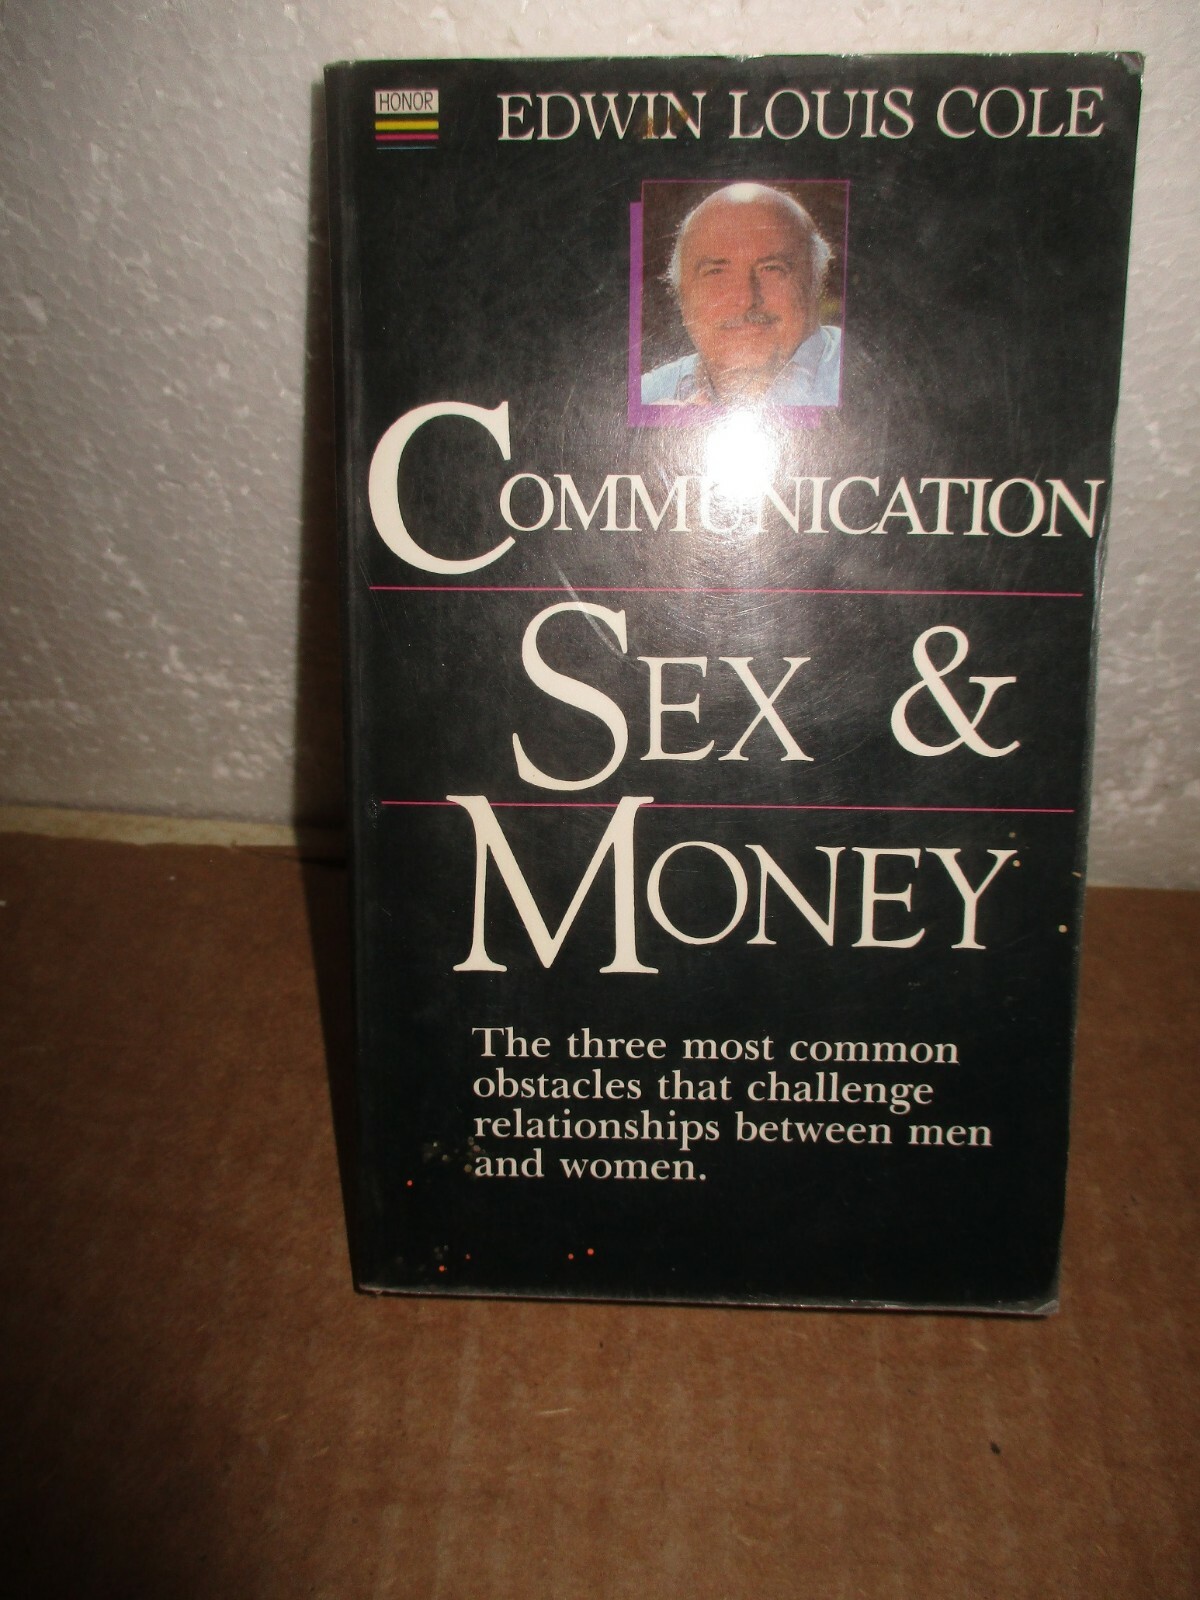 HONOR
EDWIN LOUIS COLE
COMMUNICATION
SEX &
MONEY
The three most common
obstacles that challenge
relationships between men
and women.